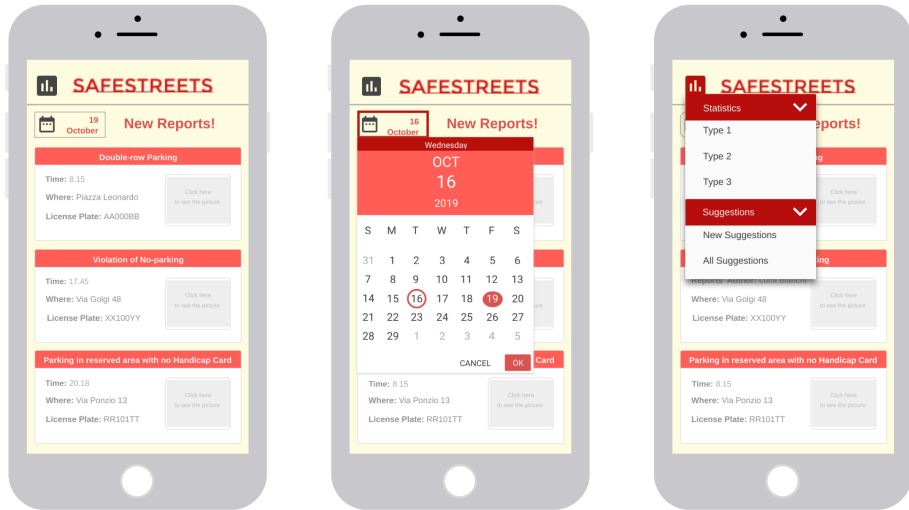 SAFESTREETS
19
October
New Reports!
Double-row Parking
Time: 8.15
Where: Piazza Leonardo
License Plate: AA000BB
Click here
to see the picture
Violation of No-parking
Time: 17.45
Where: Via Golgi 48
License Plate: XX100YY
Click here
to see the picture
Parking in reserved area with no Handicap Card
Time: 20.18
Where: Via Ponzio 13
License Plate: RR101TT
Click here
to see the picture
SAFESTREETS
16
October
New Reports!
Wednesday
OCT
16
2019
S M T W T F S
31 1 2 3 4 5 6
7 8 9 10 11 12 13
14 15 16 17 18 19 20
21 22 23 24 25 26 27
28 29 1 2 3 4 5
CANCEL OK
Card
Time: 8.15
Where: Via Ponzio 13
License Plate: RR101TT
Click here
to see the picture
SAFESTREETS
eports!
Statistics
Type 1
Type 2
Type 3
Suggestions
New Suggestions
All Suggestions
ng
ing
Where: Via Golgi 48
License Plate: XX100YY
Click here
to see the picture
Parking in reserved area with no Handicap Card
Time: 8.15
Where: Via Ponzio 13
License Plate: RR101TT
Click here
to see the picture